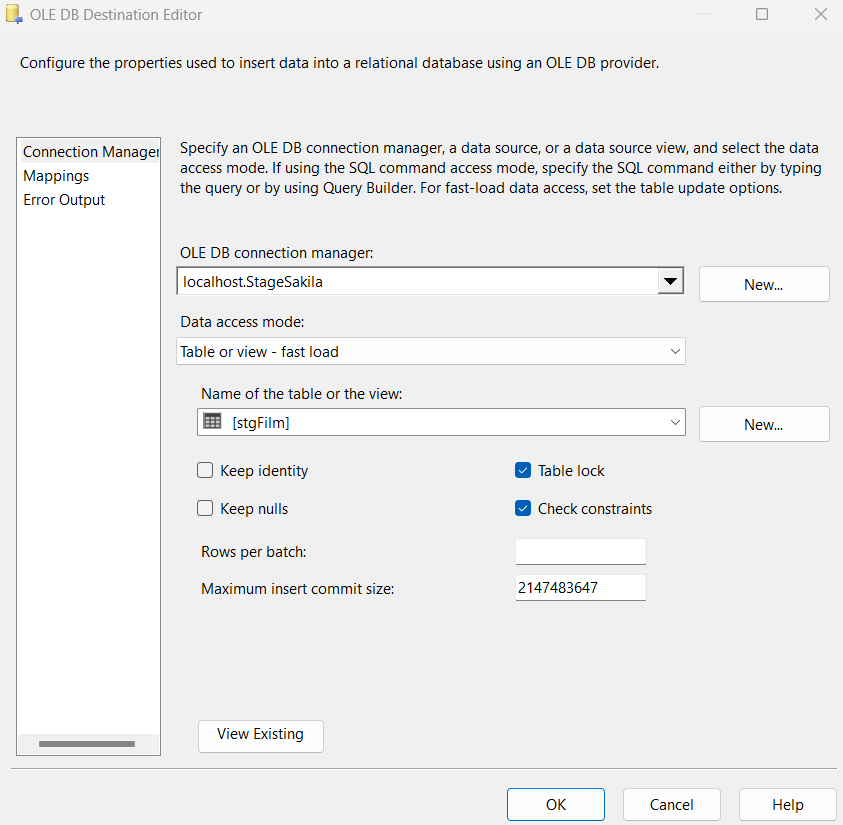 OLE DB Destination Editor
Configure the properties used to insert data into a relational database using an OLE DB provider.
Connection Manager
Mappings
Error Output
Specify an OLE DB connection manager, a data source, or a data source view, and select the data
access mode. If using the SQL command access mode, specify the SQL command either by typing
the query or by using Query Builder. For fast-load data access, set the table update options.
OLE DB connection manager:
localhost.StageSakila
New...
Data access mode:
Table or view - fast load
Name of the table or the view:
[stgFilm]
New...
Keep identity
Table lock
Keep nulls
Check constraints
Rows per batch:
Maximum insert commit size:
2147483647
View Existing
OK
Cancel
Help